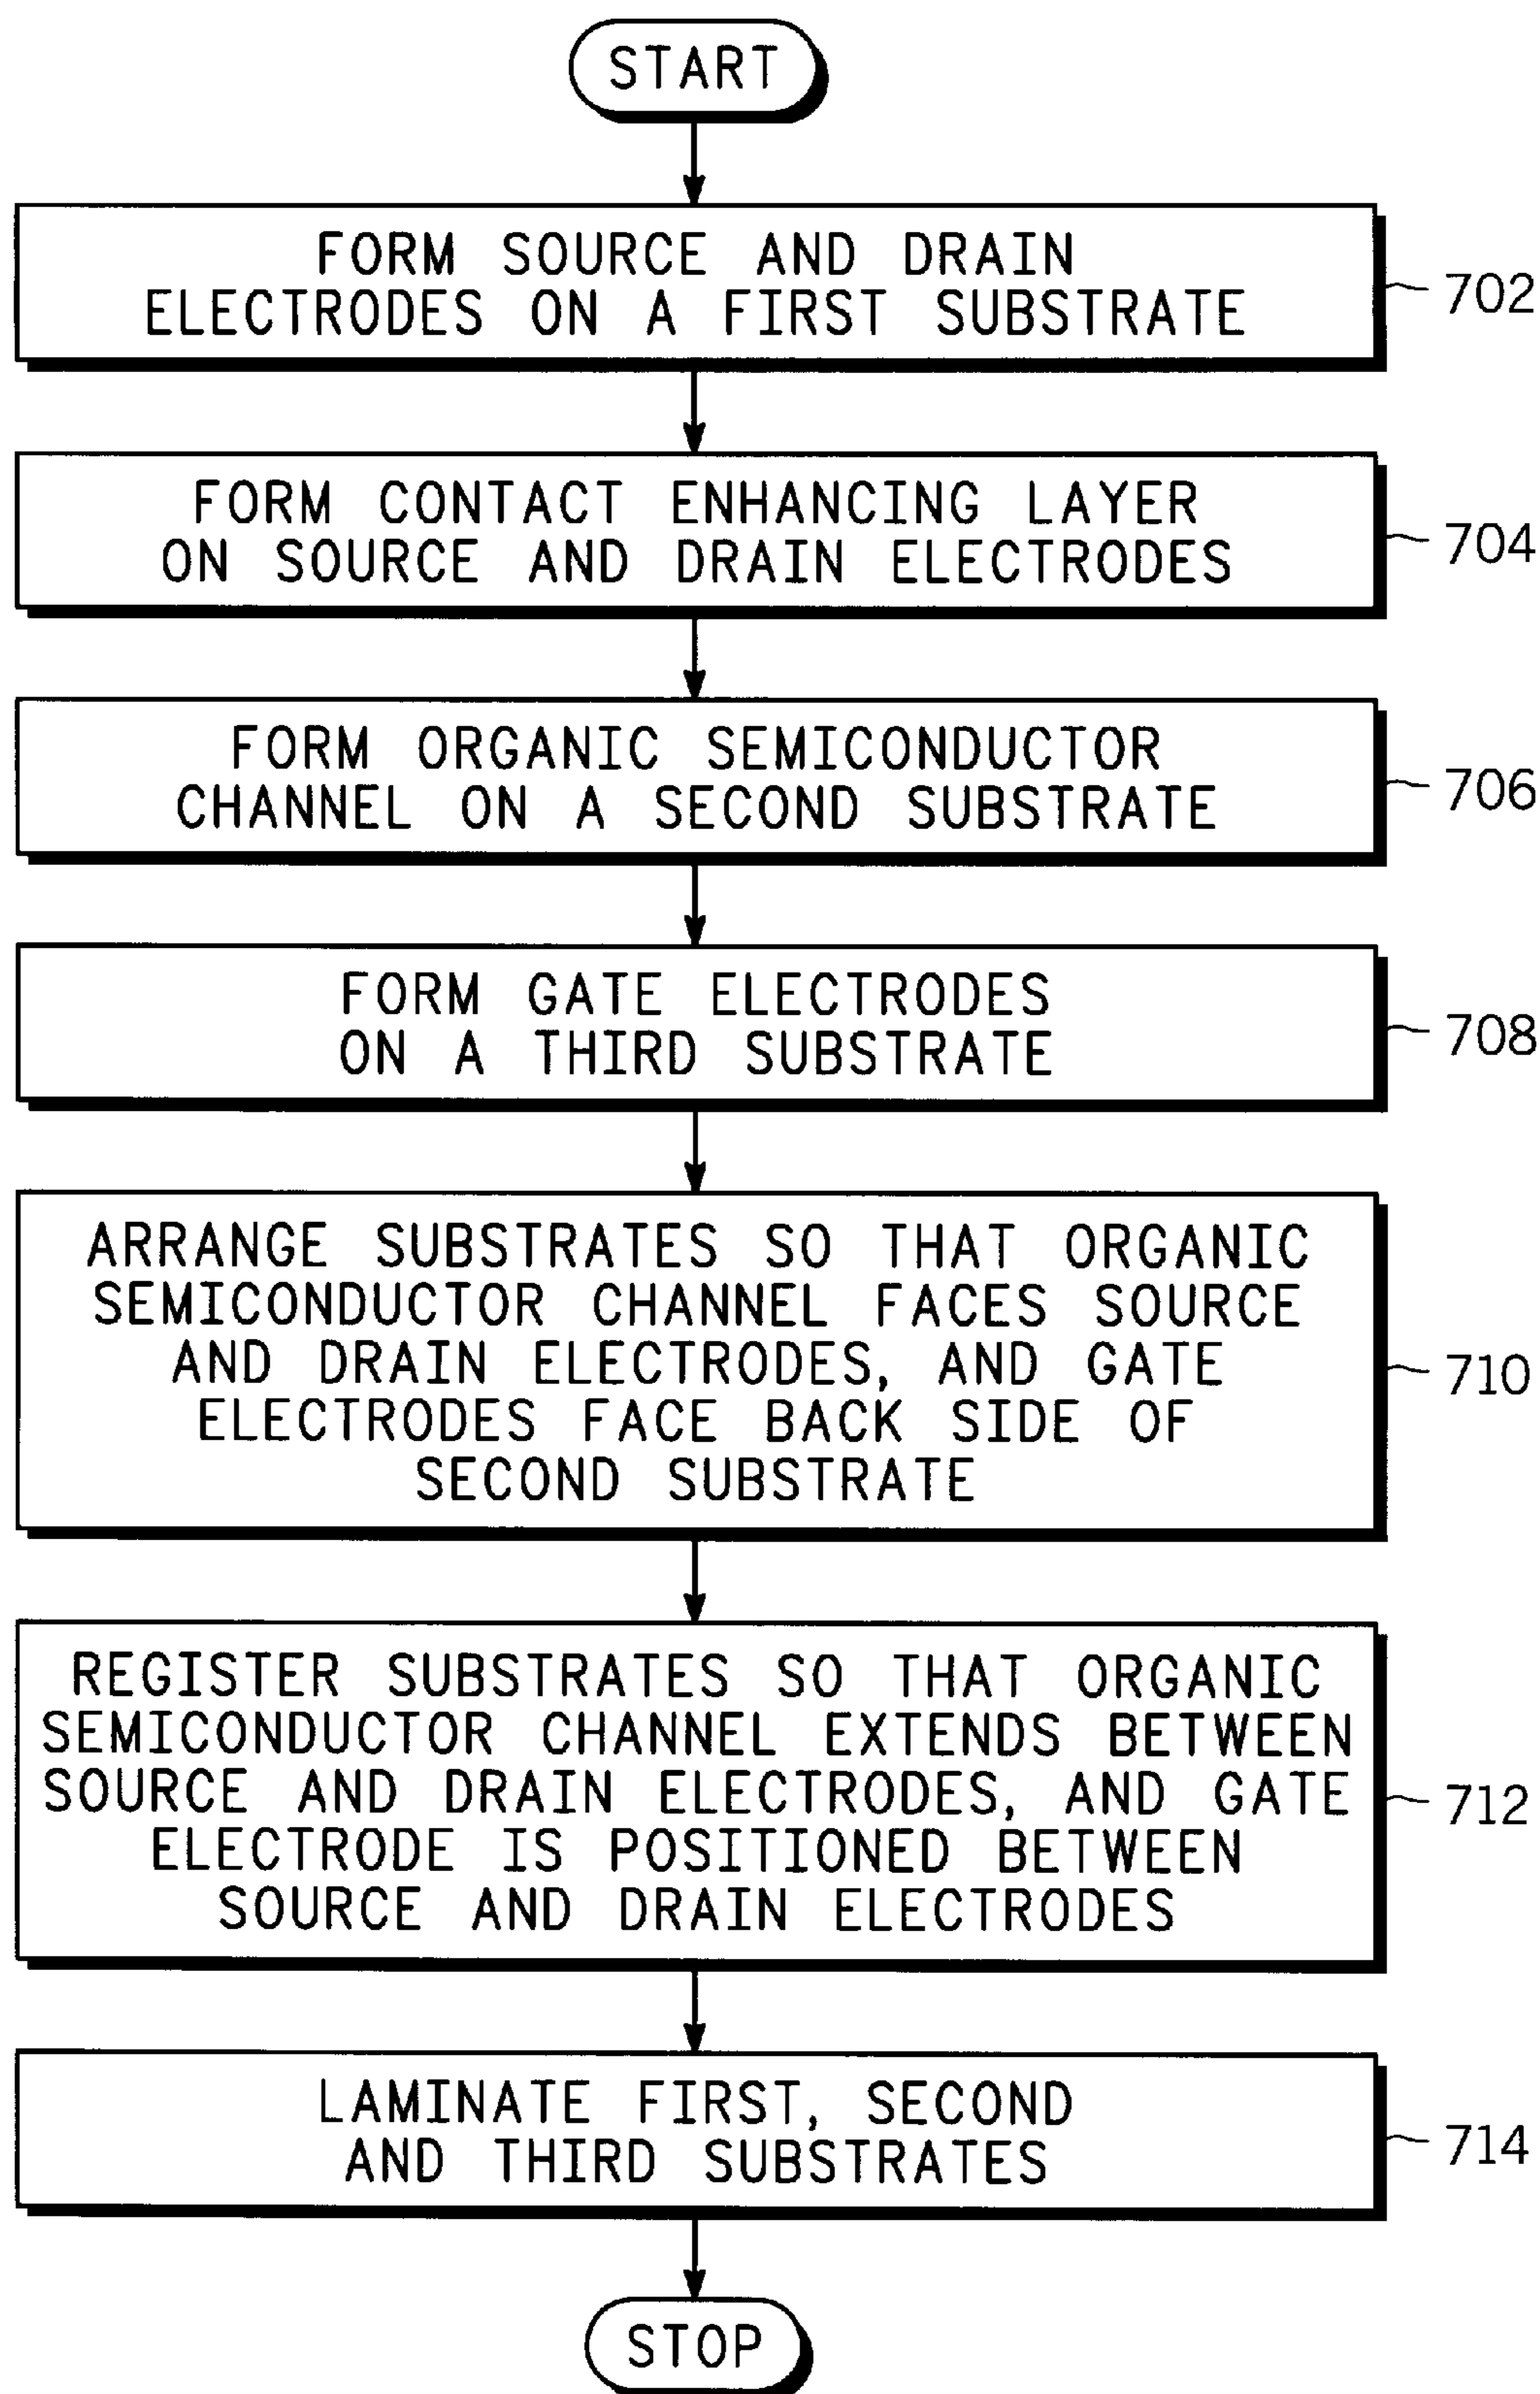 START
FORM SOURCE AND DRAIN
ELECTRODES ON A FIRST SUBSTRATE
702
FORM CONTACT ENHANCING LAYER
ON SOURCE AND DRAIN ELECTRODES
704
FORM ORGANIC SEMICONDUCTOR
CHANNEL ON A SECOND SUBSTRATE
706
FORM GATE ELECTRODES
ON A THIRD SUBSTRATE
708
ARRANGE SUBSTRATES SO THAT ORGANIC
SEMICONDUCTOR CHANNEL FACES SOURCE
AND DRAIN ELECTRODES, AND GATE
ELECTRODES FACE BACK SIDE OF
SECOND SUBSTRATE
710
REGISTER SUBSTRATES SO THAT ORGANIC
SEMICONDUCTOR CHANNEL EXTENDS BETWEEN
SOURCE AND DRAIN ELECTRODES, AND GATE
ELECTRODE IS POSITIONED BETWEEN
SOURCE AND DRAIN ELECTRODES
712
LAMINATE FIRST, SECOND
AND THIRD SUBSTRATES
714
STOP